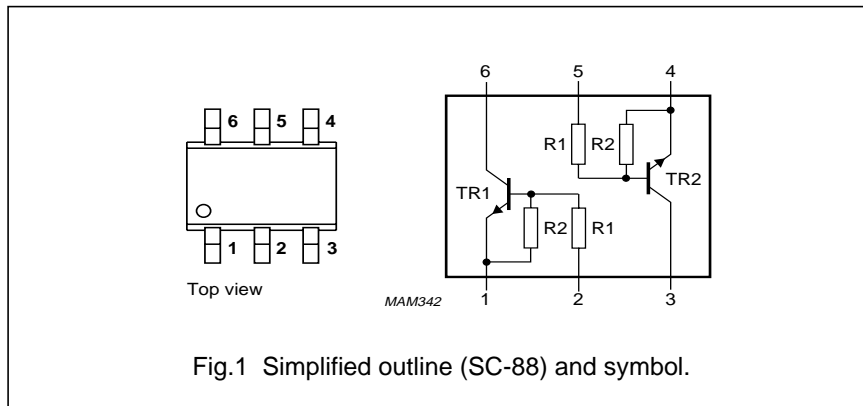 6 5 4
1 2 3
Top view
6 5 4
R1 R2
TR1 TR2
R2 R1
MAM342
1 2 3
Fig.1 Simplified outline (SC-88) and symbol.